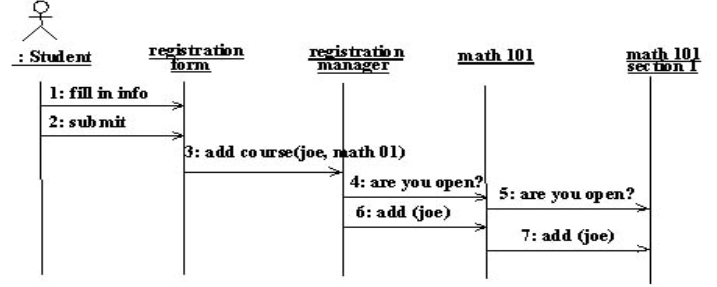 : Student
registration
form
registration
manager
math 101
math 101
section 1
1: fill in info
2: submit
3: add course(joe, math 01)
4: are you open?
5: are you open?
6: add (joe)
7: add (joe)